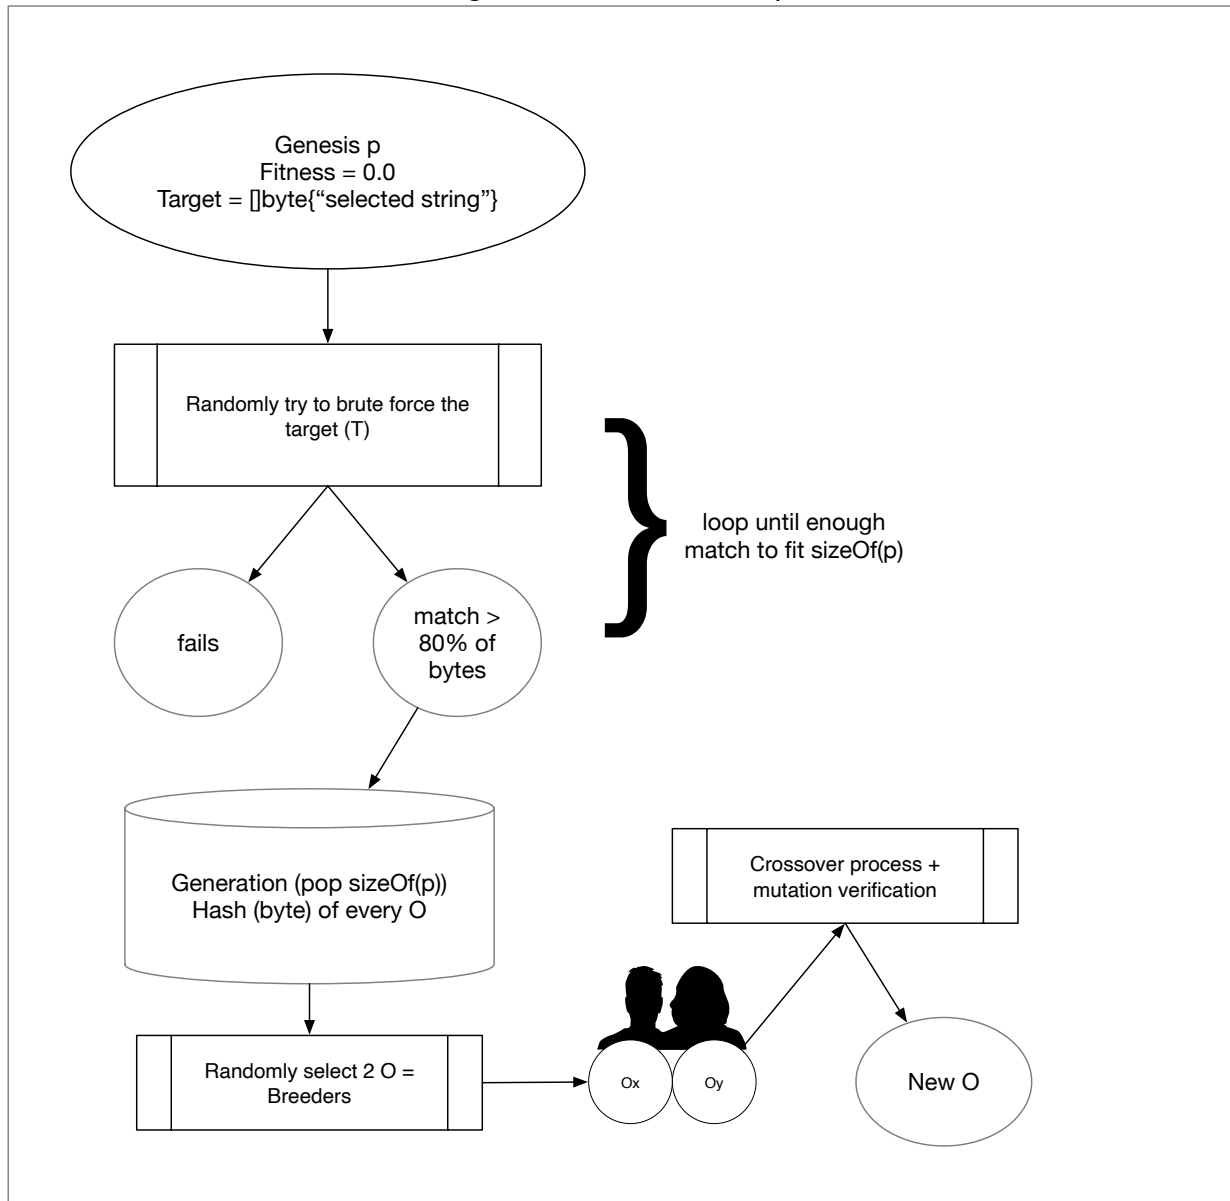 Genesis p
Fitness = 0.0
Target = []byte{“selected string”}
Randomly try to brute force the
target (T)
loop until enough
match to fit sizeOf(p)
fails
match >
80% of
bytes
Generation (pop sizeOf(p))
Hash (byte) of every O
Crossover process +
mutation verification
Randomly select 2 O =
Breeders
Ox
Oy
New O